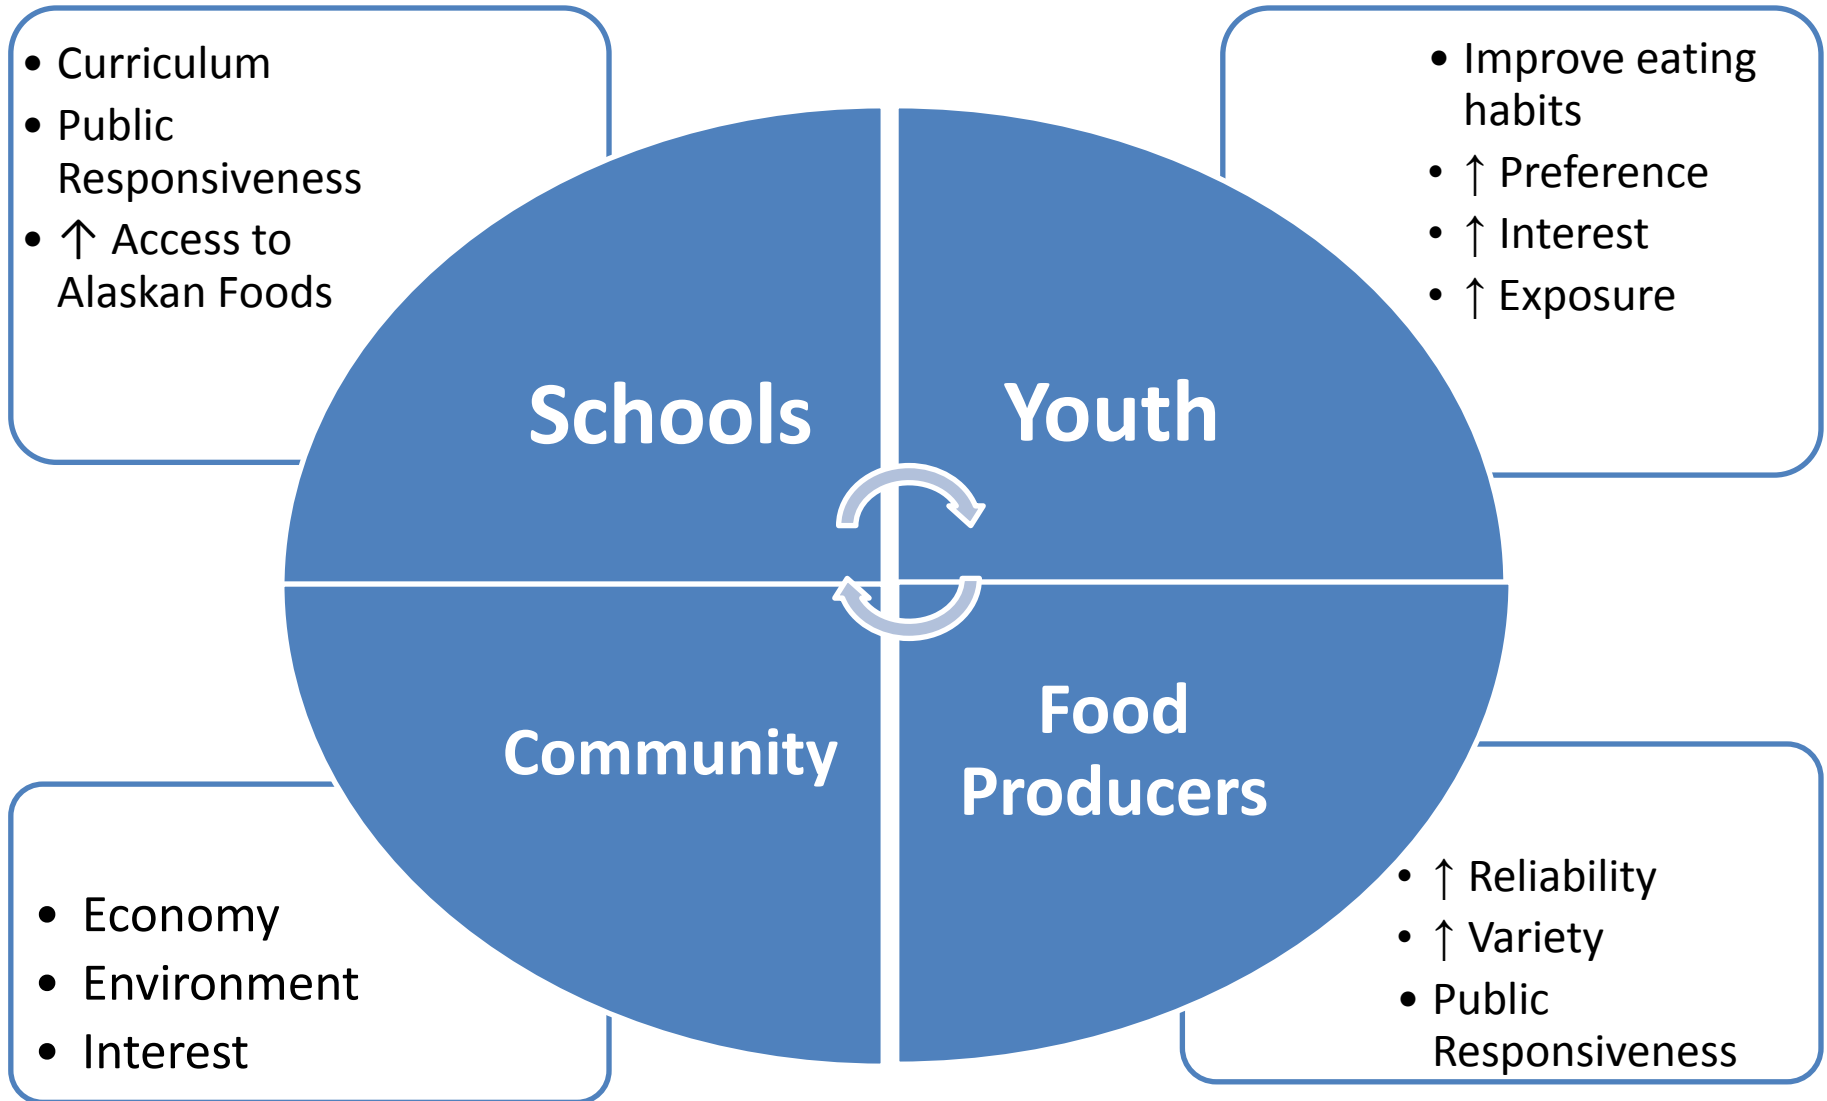 • Curriculum
• Public
Responsiveness
• ↑ Access to
Alaskan Foods
• Improve eating
habits
• ↑ Preference
• ↑ Interest
• ↑ Exposure
Schools
Youth
Community
Food
Producers
• Economy
• Environment
• Interest
• ↑ Reliability
• ↑ Variety
• Public
Responsiveness